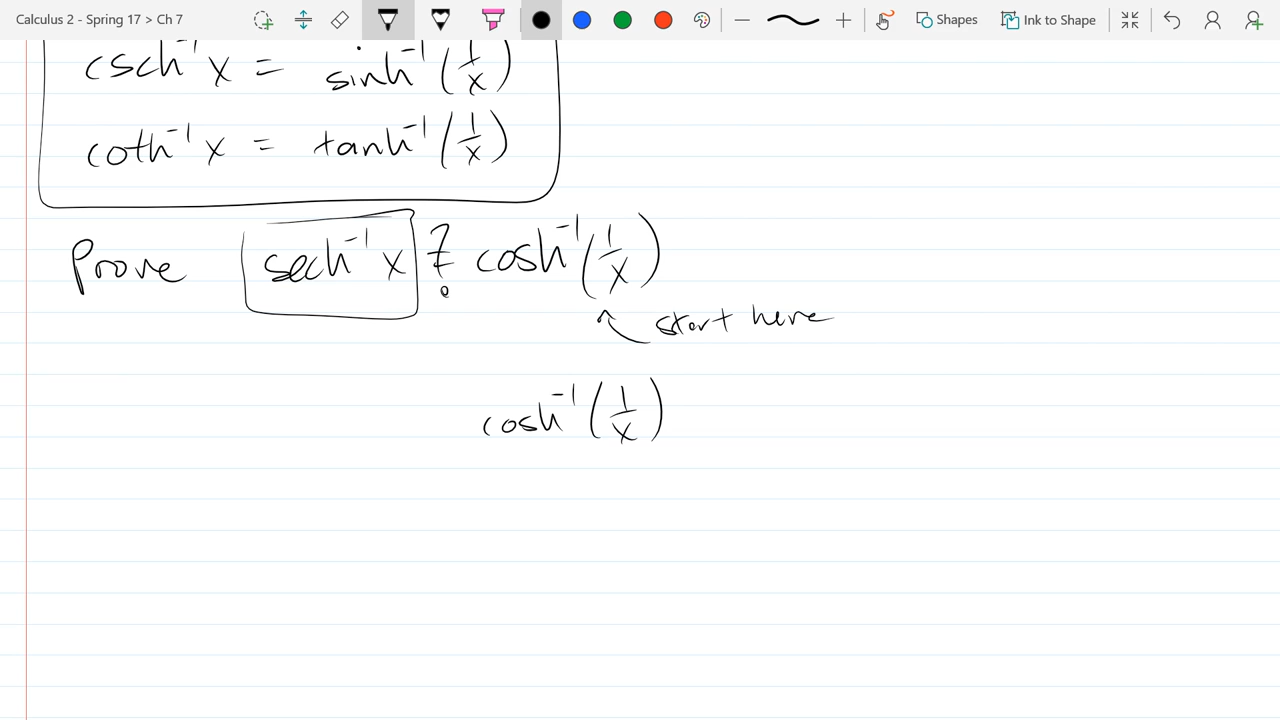 Calculus 2 - Spring 17 > Ch 7 Shapes Ink to Shape
csch⁻¹ x = sinh⁻¹ (1/x)
coth⁻¹ x = tanh⁻¹ (1/x)
Prove sech⁻¹ x ?= cosh⁻¹ (1/x)
start here
cosh⁻¹ (1/x)